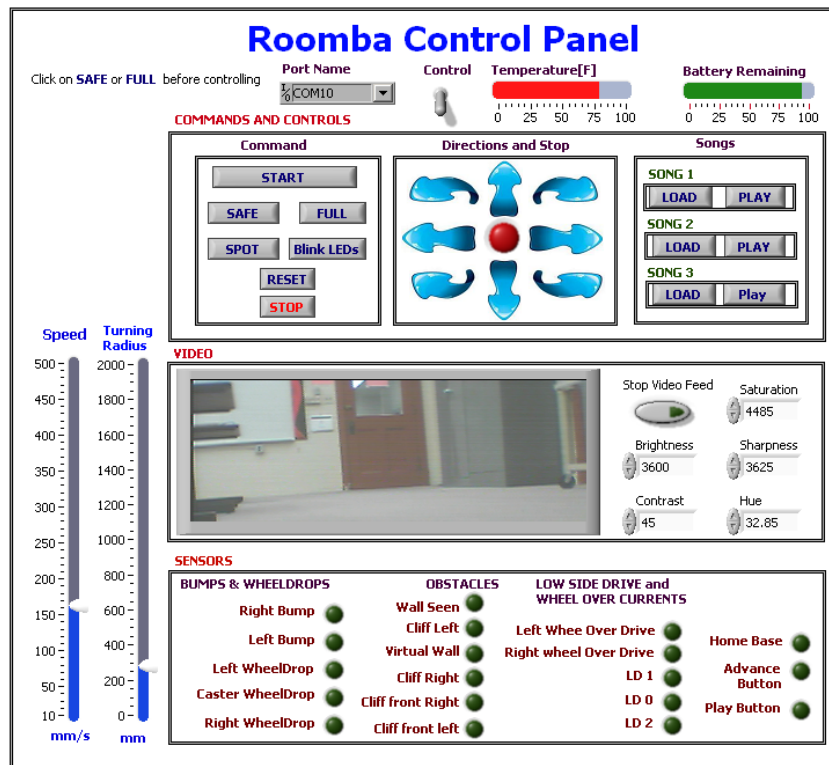 Roomba Control Panel
Click on SAFE or FULL before controlling
Port Name
I/O COM10
Control
Temperature[F]
0 25 50 75 100
Battery Remaining
0 25 50 75 100
COMMANDS AND CONTROLS
Command
START
SAFE FULL
SPOT Blink LEDs
RESET
STOP
Directions and Stop
Songs
SONG 1
LOAD PLAY
SONG 2
LOAD PLAY
SONG 3
LOAD Play
Speed
500
450
400
350
300
250
200
150
100
50
10
mm/s
Turning
Radius
2000
1800
1600
1400
1200
1000
800
600
400
200
0
mm
VIDEO
Stop Video Feed
Saturation
4485
Brightness
3600
Sharpness
3625
Contrast
45
Hue
32.85
SENSORS
BUMPS & WHEELDROPS
Right Bump
Left Bump
Left WheelDrop
Caster WheelDrop
Right WheelDrop
OBSTACLES
Wall Seen
Cliff Left
Virtual Wall
Cliff Right
Cliff front Right
Cliff front left
LOW SIDE DRIVE and
WHEEL OVER CURRENTS
Left Whee Over Drive
Right wheel Over Drive
LD 1
LD 0
LD 2
Home Base
Advance
Button
Play Button